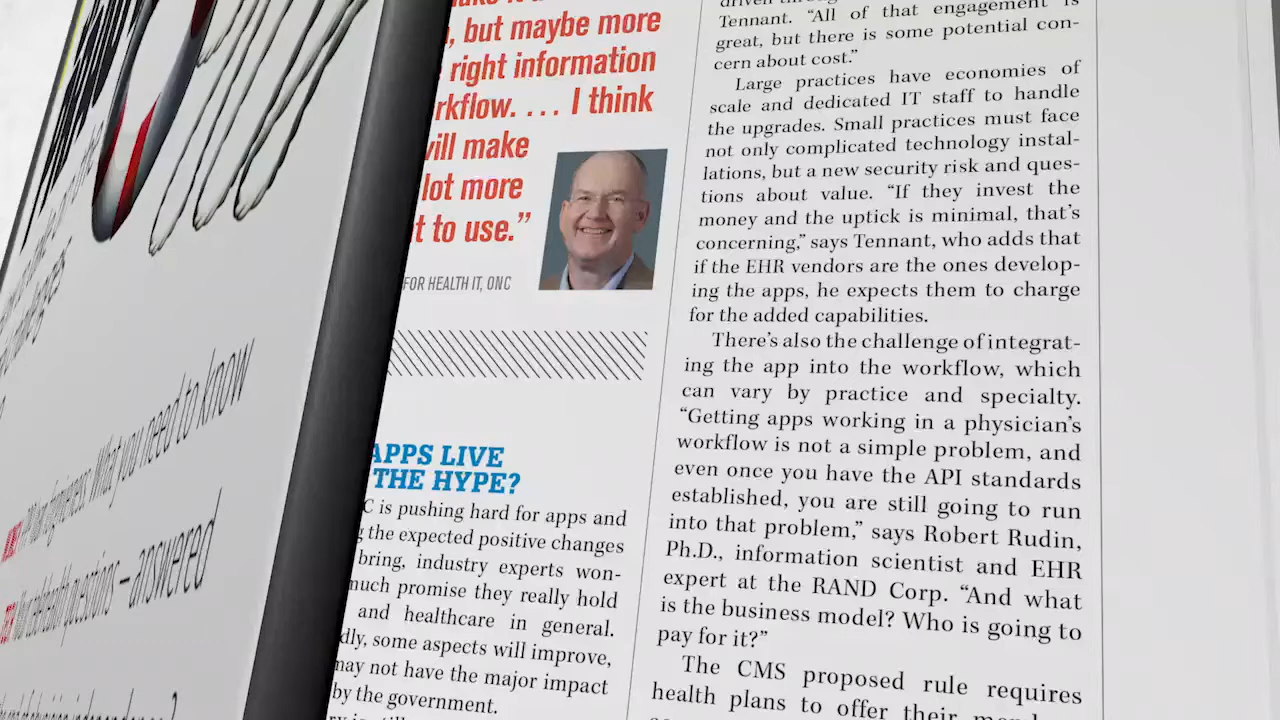 What you need to know
questions—answered
, but maybe more
right information
rkflow. . . . I think
will make
lot more
t to use.”
FOR HEALTH IT, ONC
APPS LIVE
THE HYPE?
C is pushing hard for apps and
g the expected positive changes
bring, industry experts won-
much promise they really hold
and healthcare in general.
dly, some aspects will improve,
may not have the major impact
by the government.
Tennant. “All of that engagement is
great, but there is some potential con-
cern about cost.”
Large practices have economies of
scale and dedicated IT staff to handle
the upgrades. Small practices must face
not only complicated technology instal-
lations, but a new security risk and ques-
tions about value. “If they invest the
money and the uptick is minimal, that’s
concerning,” says Tennant, who adds that
if the EHR vendors are the ones develop-
ing the apps, he expects them to charge
for the added capabilities.
There’s also the challenge of integrat-
ing the app into the workflow, which
can vary by practice and specialty.
“Getting apps working in a physician’s
workflow is not a simple problem, and
even once you have the API standards
established, you are still going to run
into that problem,” says Robert Rudin,
Ph.D., information scientist and EHR
expert at the RAND Corp. “And what
is the business model? Who is going to
pay for it?”
The CMS proposed rule requires
health plans to offer their